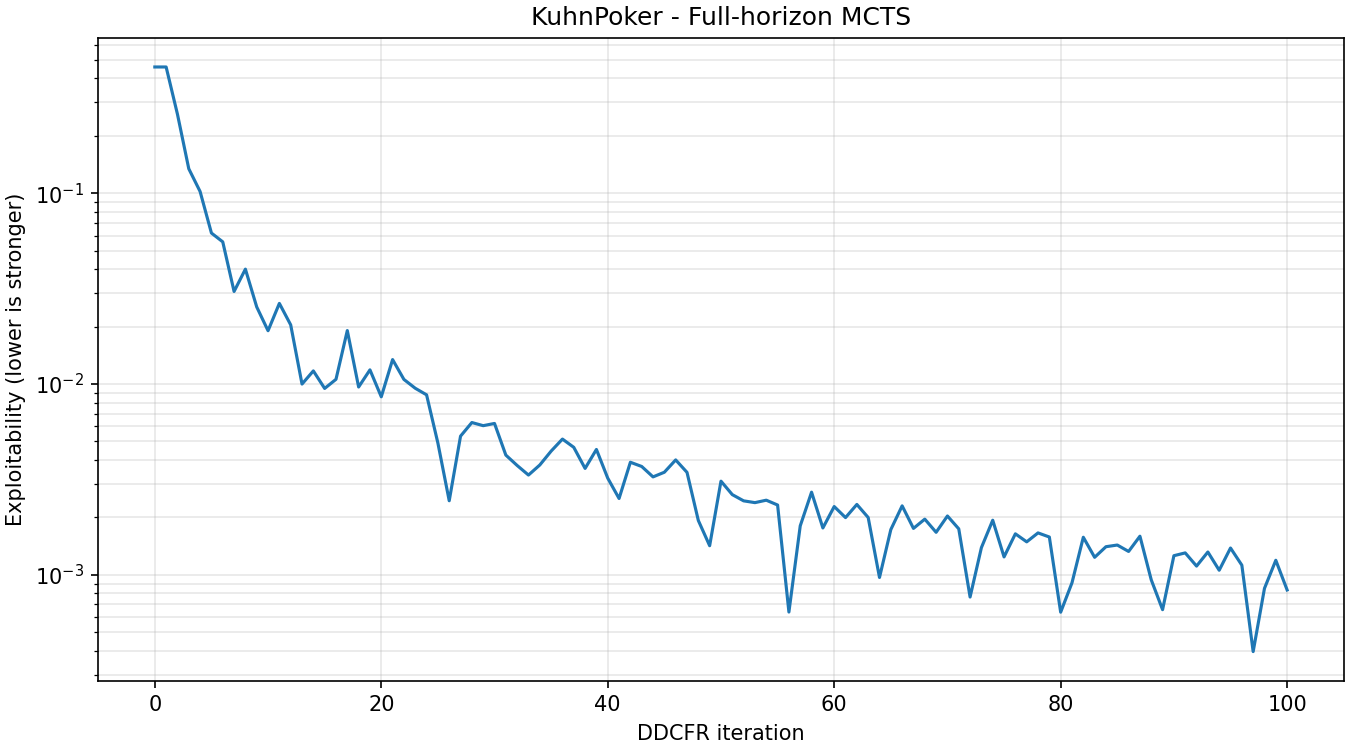 KuhnPoker - Full-horizon MCTS
Exploitability (lower is stronger)
10⁻¹
10⁻²
10⁻³
0 20 40 60 80 100
DDCFR iteration